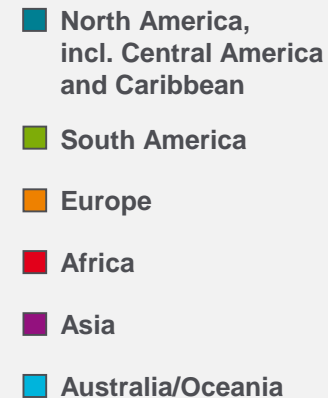 North America,
incl. Central America
and Caribbean
South America
Europe
Africa
Asia
Australia/Oceania